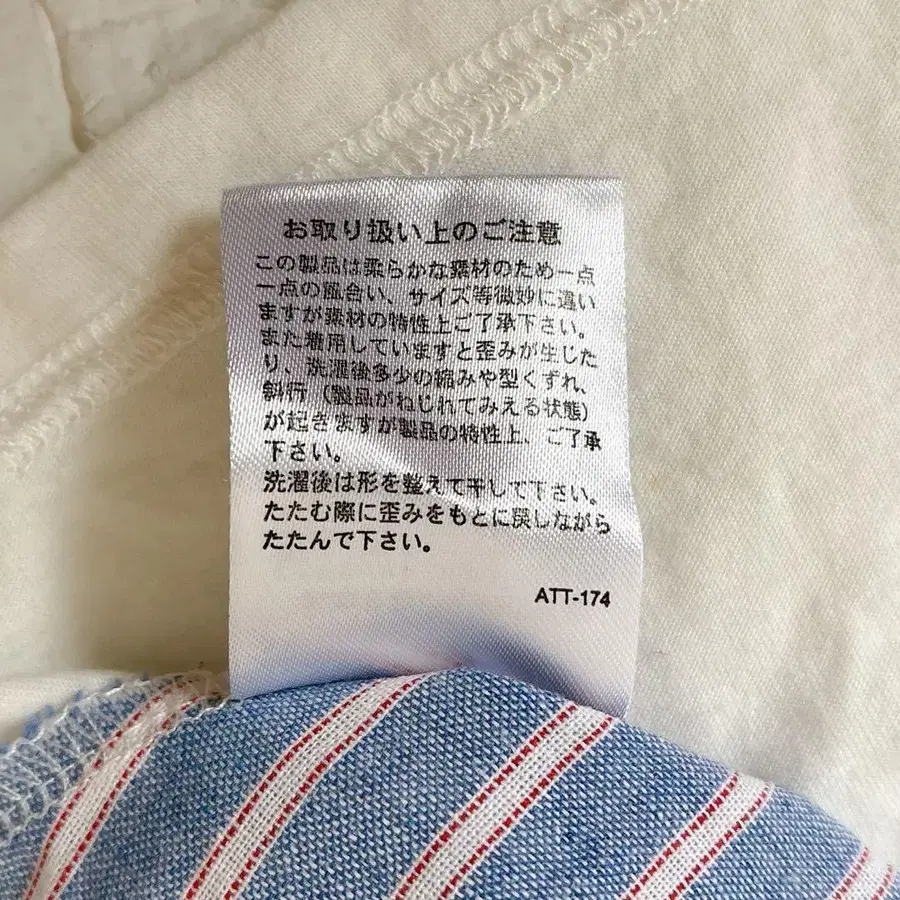 お取り扱い上のご注意
この製品は柔らかな素材のため一点
一点の風合い、サイズ等微妙に違い
ますが素材の特性上ご了承下さい。
また着用していますと歪みが生じた
り、洗濯後多少の縮みや型くずれ、
斜行（製品がねじれてみえる状態）
が起きますが製品の特性上、ご了承
下さい。
洗濯後は形を整えて干して下さい。
たたむ際に歪みをもとに戻しながら
たたんで下さい。
ATT-174